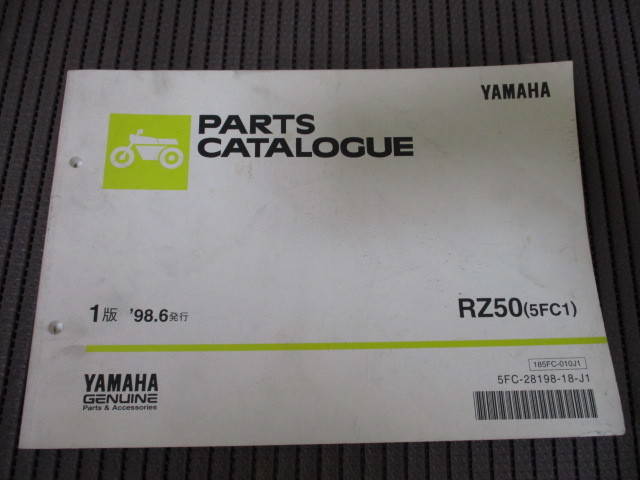 YAMAHA
PARTS
CATALOGUE
1版 '98.6発行
RZ50(5FC1)
185FC-010J1
5FC-28198-18-J1
YAMAHA
GENUINE
Parts & Accessories